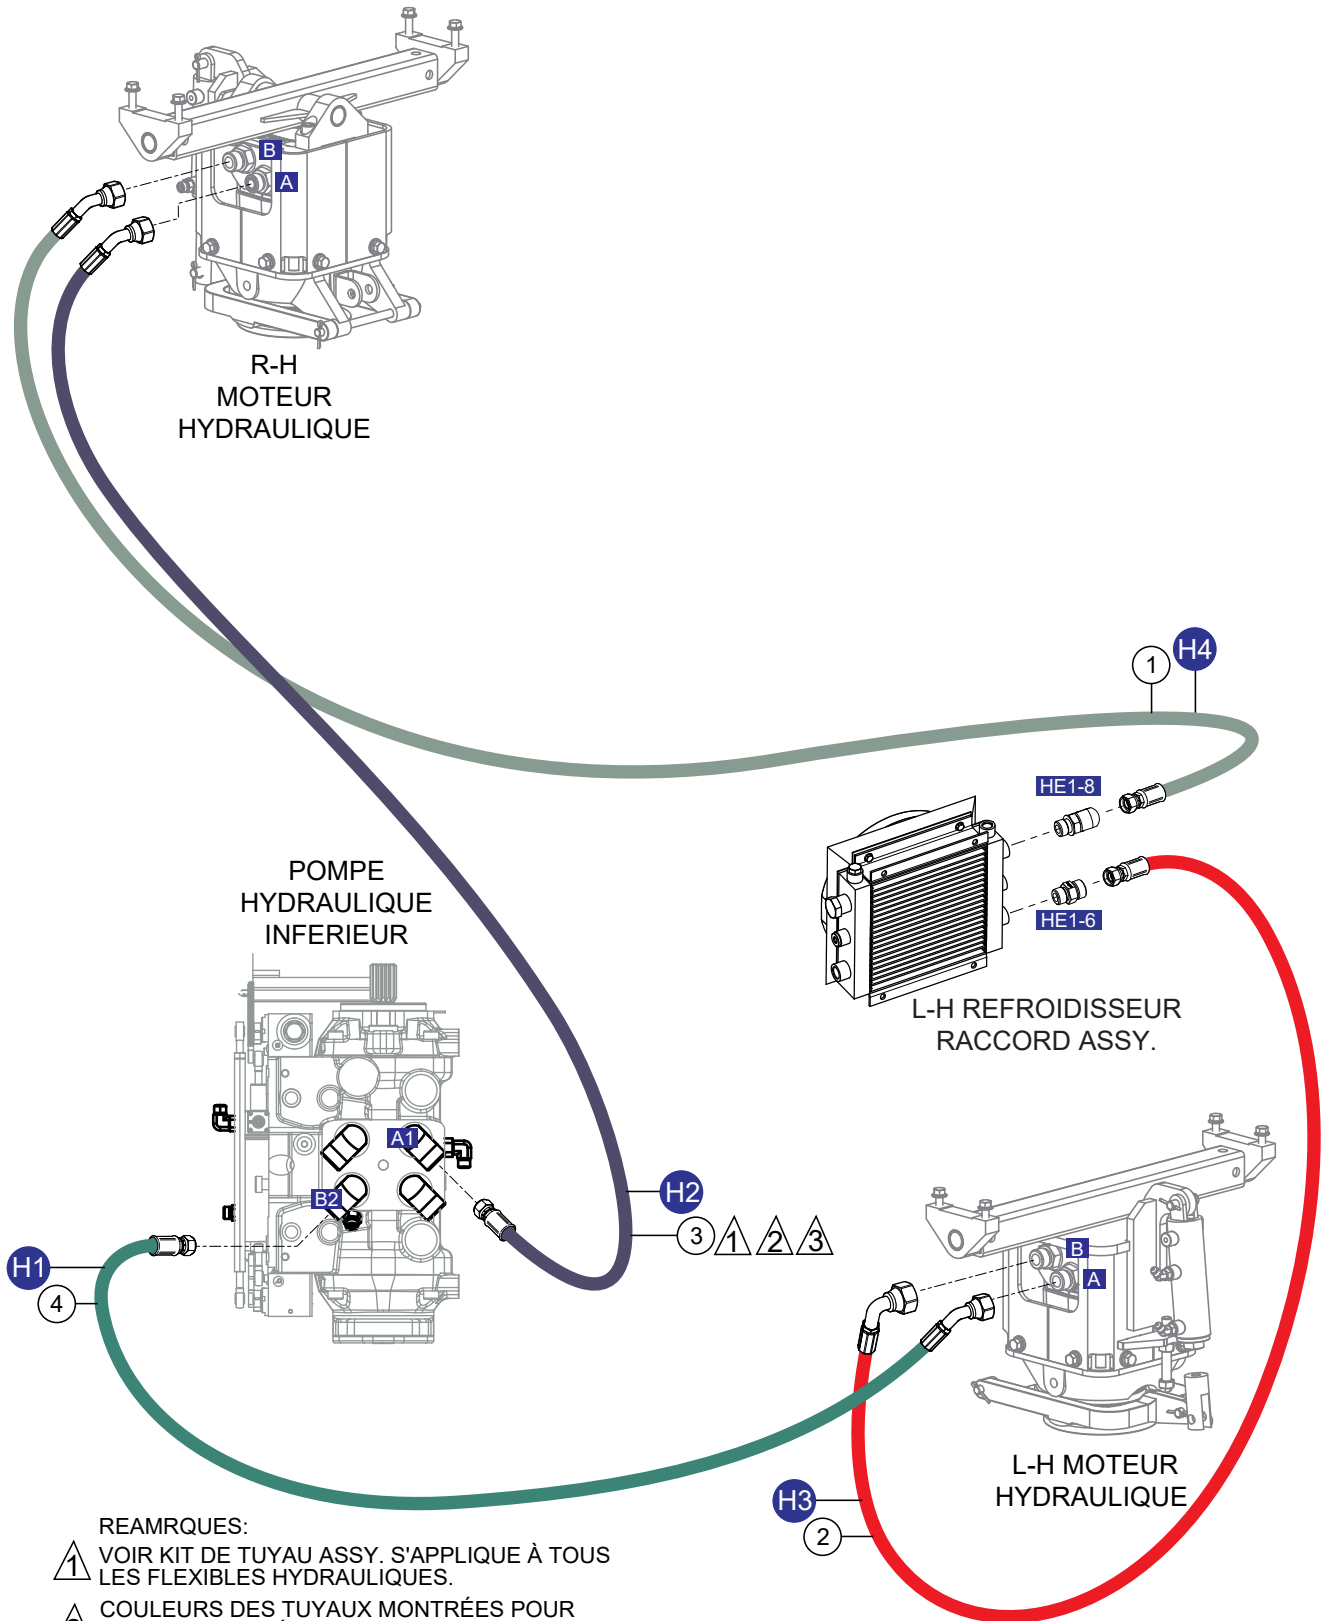 B
A
R-H
MOTEUR
HYDRAULIQUE
1
H4
HE1-8
HE1-6
L-H REFROIDISSEUR
RACCORD ASSY.
POMPE
HYDRAULIQUE
INFERIEUR
A1
B2
H2
3 1 2 3
H1
4
B
A
L-H MOTEUR
HYDRAULIQUE
H3
2
REAMRQUES:
1 VOIR KIT DE TUYAU ASSY. S'APPLIQUE À TOUS
LES FLEXIBLES HYDRAULIQUES.
COULEURS DES TUYAUX MONTRÉES POUR